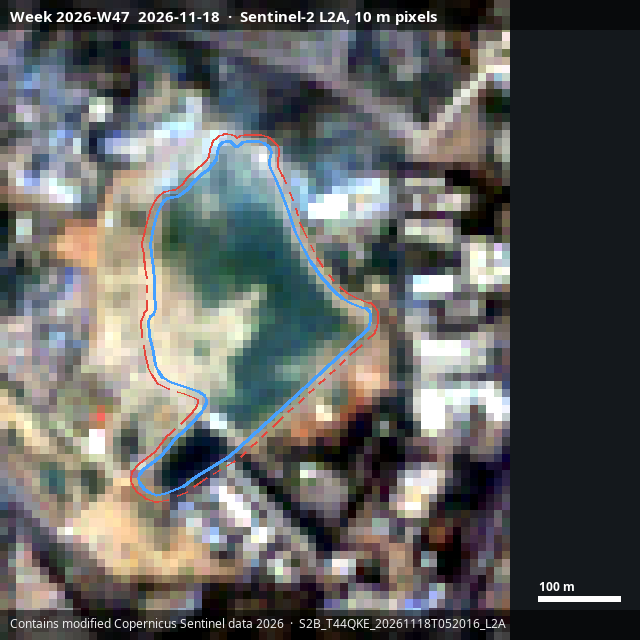 Week 2026-W47  2026-11-18  ·  Sentinel-2 L2A, 10 m pixels
100 m
Contains modified Copernicus Sentinel data 2026  ·  S2B_T44QKE_20261118T052016_L2A